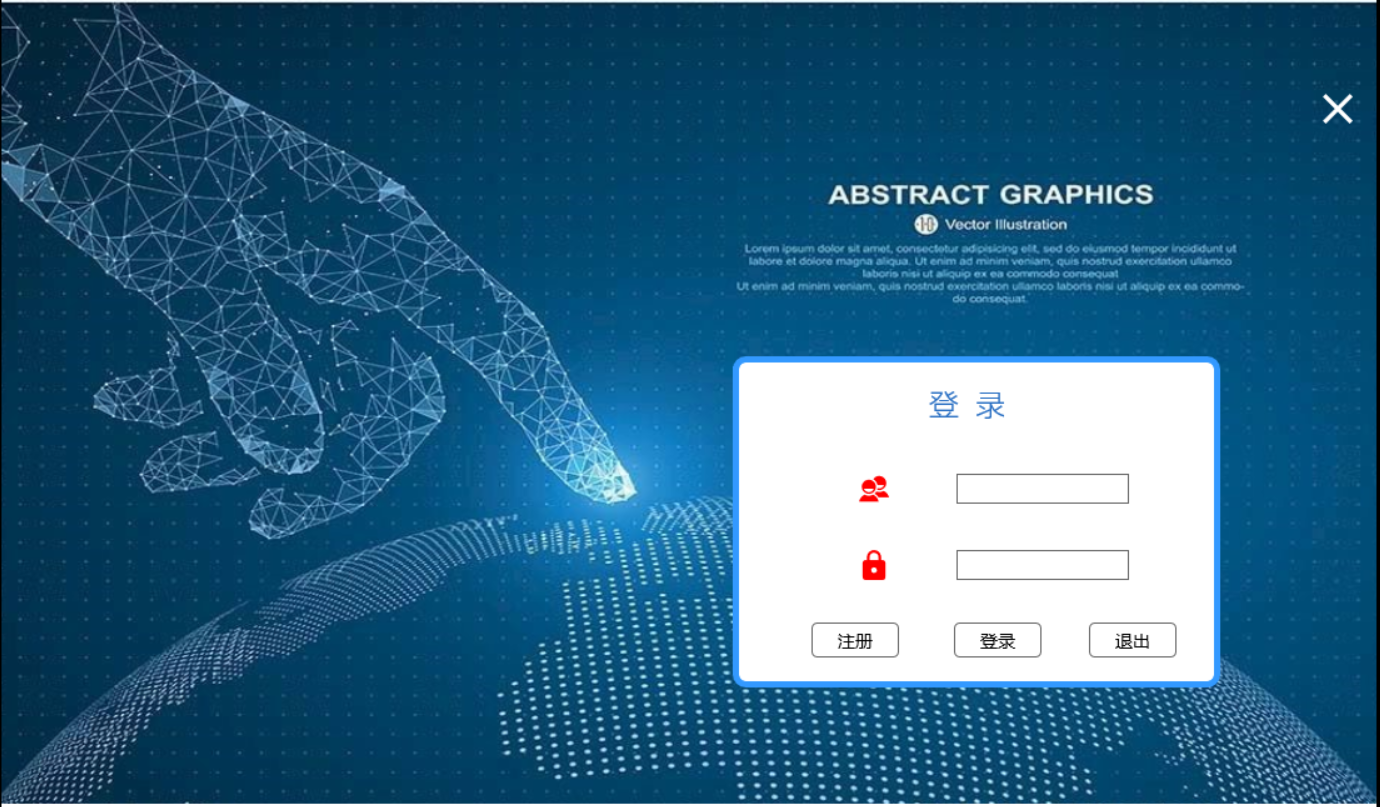 ABSTRACT GRAPHICS
Vector Illustration
Lorem ipsum dolor sit amet, consectetur adipisicing elit, sed do eiusmod tempor incididunt ut
labore et dolore magna aliqua. Ut enim ad minim veniam, quis nostrud exercitation ullamco
laboris nisi ut aliquip ex ea commodo consequat
Ut enim ad minim veniam, quis nostrud exercitation ullamco laboris nisi ut aliquip ex ea commo-
do consequat.
登 录
注册 登录 退出